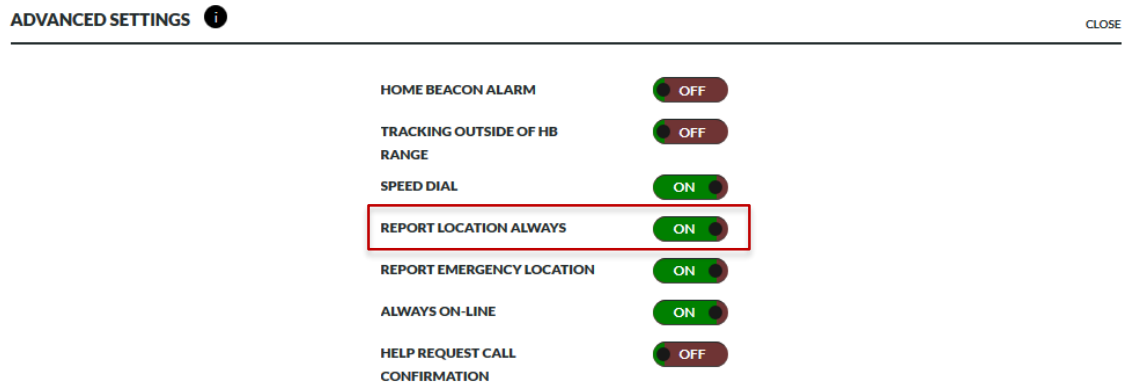 ADVANCED SETTINGS i
CLOSE
HOME BEACON ALARM OFF
TRACKING OUTSIDE OF HB OFF
RANGE
SPEED DIAL ON
REPORT LOCATION ALWAYS ON
REPORT EMERGENCY LOCATION ON
ALWAYS ON-LINE ON
HELP REQUEST CALL OFF
CONFIRMATION